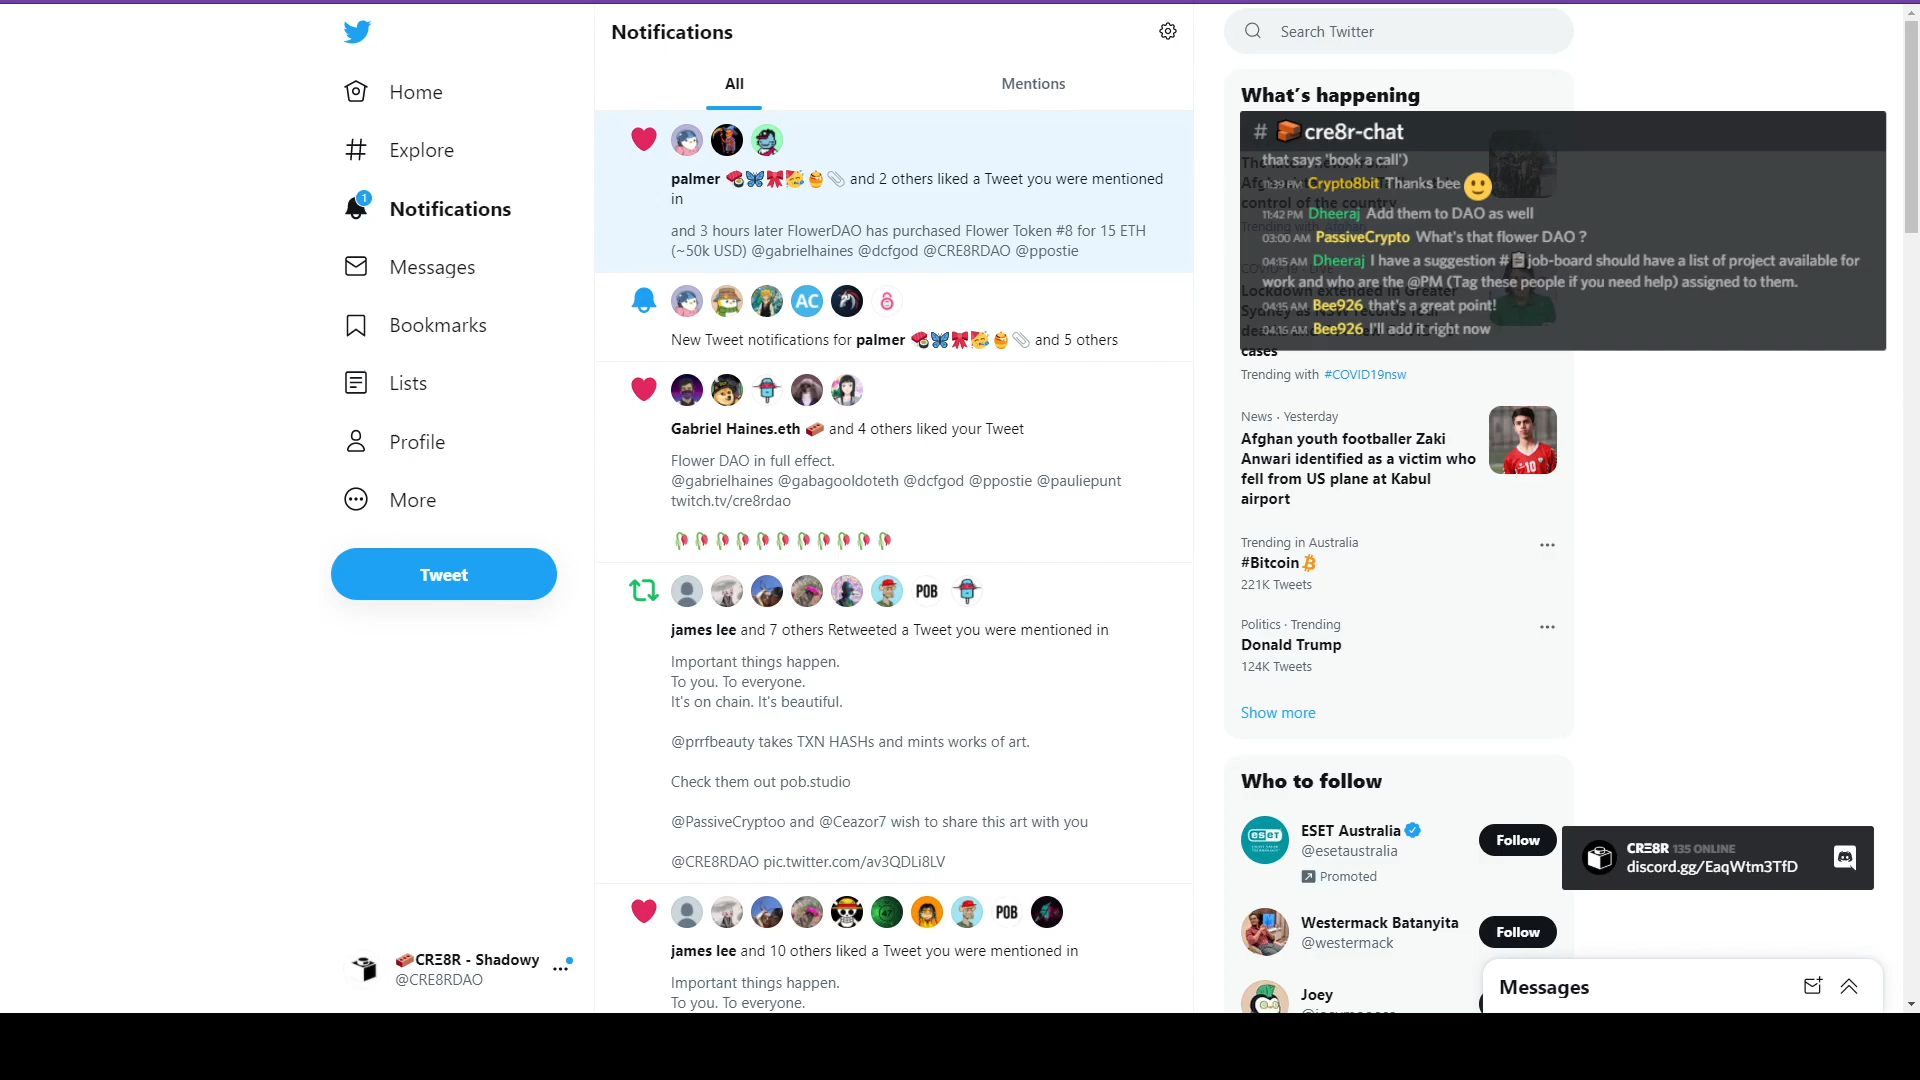 Home
Explore
1
Notifications
Messages
Bookmarks
Lists
Profile
More
Tweet
CRΞ8R - Shadowy
@CRE8RDAO
Notifications
All
Mentions
palmer and 2 others liked a Tweet you were mentioned
in
and 3 hours later FlowerDAO has purchased Flower Token #8 for 15 ETH
(~50k USD) @gabrielhaines @dcfgod @CRE8RDAO @ppostie
AC
New Tweet notifications for palmer and 5 others
Gabriel Haines.eth and 4 others liked your Tweet
Flower DAO in full effect.
@gabrielhaines @gabagooldoteth @dcfgod @ppostie @pauliepunt
twitch.tv/cre8rdao
POB
james lee and 7 others Retweeted a Tweet you were mentioned in
Important things happen.
To you. To everyone.
It's on chain. It's beautiful.
@prrfbeauty takes TXN HASHs and mints works of art.
Check them out pob.studio
@PassiveCryptoo and @Ceazor7 wish to share this art with you
@CRE8RDAO pic.twitter.com/av3QDLi8LV
47 POB
james lee and 10 others liked a Tweet you were mentioned in
Important things happen.
To you. To everyone.
Search Twitter
What's happening
# cre8r-chat
that says 'book a call')
11:39 PM Crypto8bit Thanks bee
control of the country
11:42 PM Dheeraj Add them to DAO as well
03:00 AM PassiveCrypto What's that flower DAO ?
04:15 AM Dheeraj I have a suggestion # job-board should have a list of project available for
work and who are the @PM (Tag these people if you need help) assigned to them.
04:15 AM Bee926 that's a great point!
04:16 AM Bee926 I'll add it right now
cases
Trending with #COVID19nsw
News · Yesterday
Afghan youth footballer Zaki
Anwari identified as a victim who
fell from US plane at Kabul
airport
10
Trending in Australia
#Bitcoin
221K Tweets
Politics · Trending
Donald Trump
124K Tweets
Show more
Who to follow
eseT
ESET Australia
@esetaustralia
Promoted
Follow
CRΞ8R 135 ONLINE
discord.gg/EaqWtm3TfD
Westermack Batanyita
@westermack
Follow
Joey
Messages